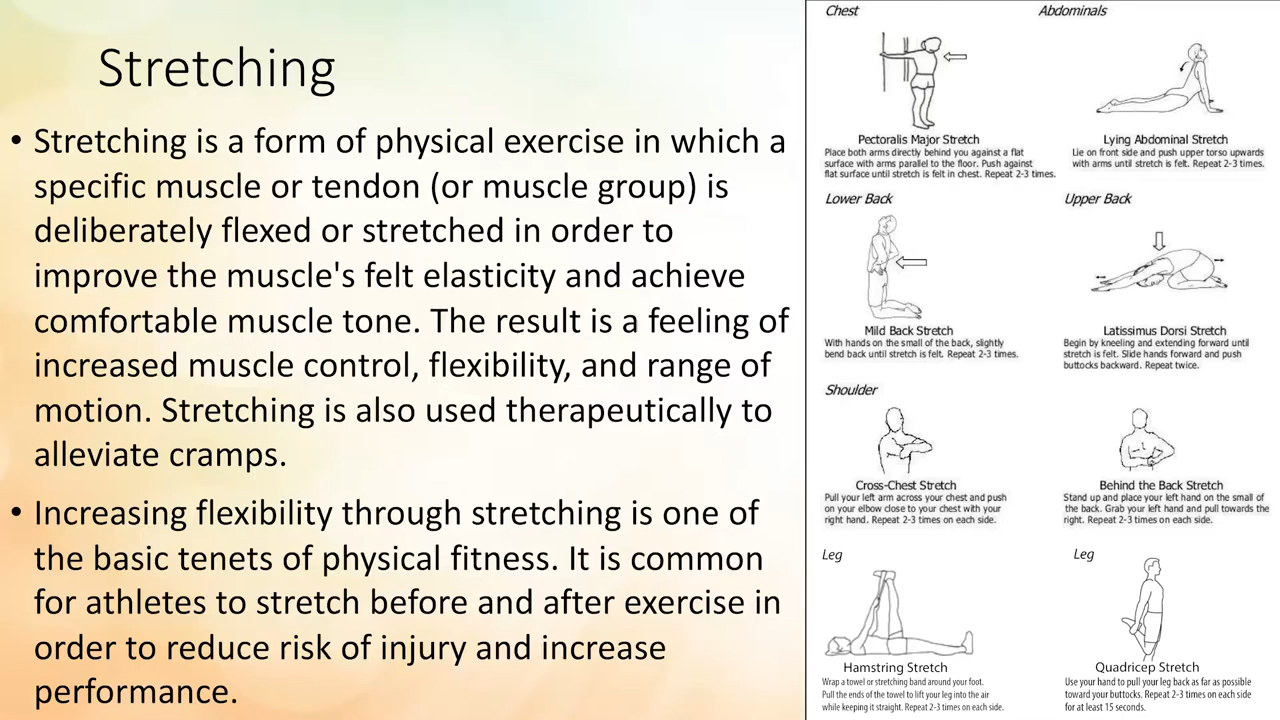 Stretching
• Stretching is a form of physical exercise in which a
specific muscle or tendon (or muscle group) is
deliberately flexed or stretched in order to
improve the muscle's felt elasticity and achieve
comfortable muscle tone. The result is a feeling of
increased muscle control, flexibility, and range of
motion. Stretching is also used therapeutically to
alleviate cramps.
• Increasing flexibility through stretching is one of
the basic tenets of physical fitness. It is common
for athletes to stretch before and after exercise in
order to reduce risk of injury and increase
performance.
Chest
Pectoralis Major Stretch
Place both arms directly behind you against a flat
surface with arms parallel to the floor. Push against
flat surface until stretch is felt in chest. Repeat 2-3 times.
Abdominals
Lying Abdominal Stretch
Lie on front side and push upper torso upwards
with arms until stretch is felt. Repeat 2-3 times.
Lower Back
Mild Back Stretch
With hands on the small of the back, slightly
bend back until stretch is felt. Repeat 2-3 times.
Upper Back
Latissimus Dorsi Stretch
Begin by kneeling and extending forward until
stretch is felt. Slide hands forward and push
buttocks backward. Repeat twice.
Shoulder
Cross-Chest Stretch
Pull your left arm across your chest and push
on your elbow close to your chest with your
right hand. Repeat 2-3 times on each side.
Behind the Back Stretch
Stand up and place your left hand on the small of
the back. Grab your left hand and pull towards the
right. Repeat 2-3 times on each side.
Leg
Hamstring Stretch
Wrap a towel or stretching band around your foot.
Pull the ends of the towel to lift your leg into the air
while keeping it straight. Repeat 2-3 times on each side.
Leg
Quadricep Stretch
Use your hand to pull your leg back as far as possible
toward your buttocks. Repeat 2-3 times on each side
for at least 15 seconds.